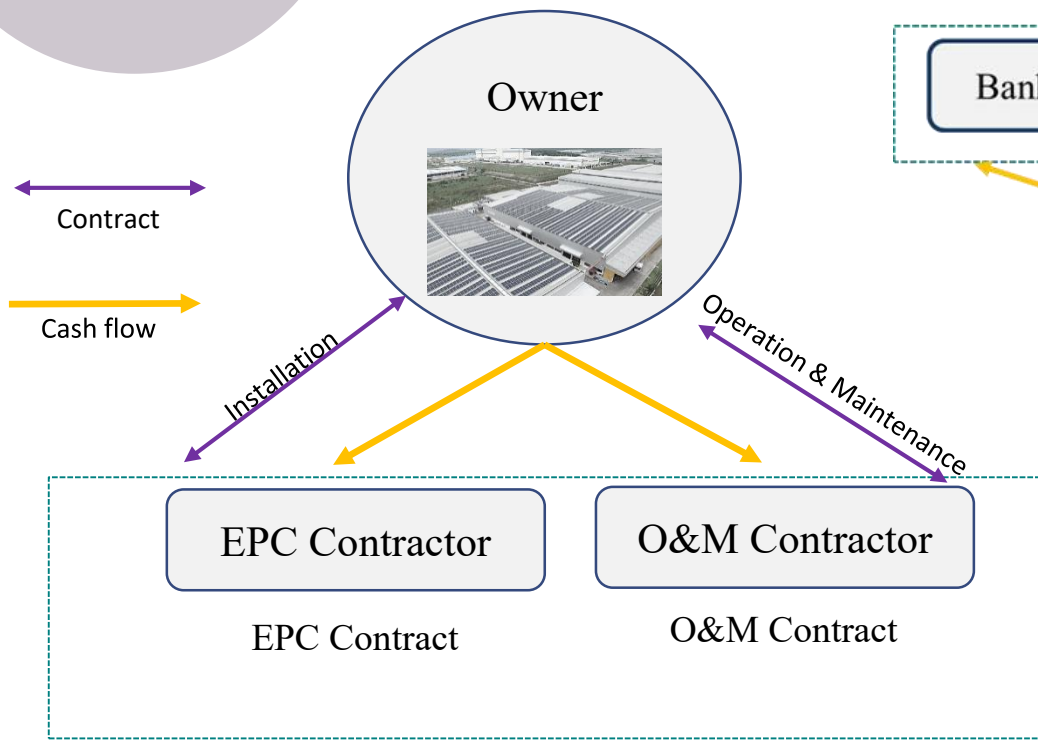 Owner
Contract
Cash flow
Installation
Operation & Maintenance
EPC Contractor
O&M Contractor
EPC Contract
O&M Contract